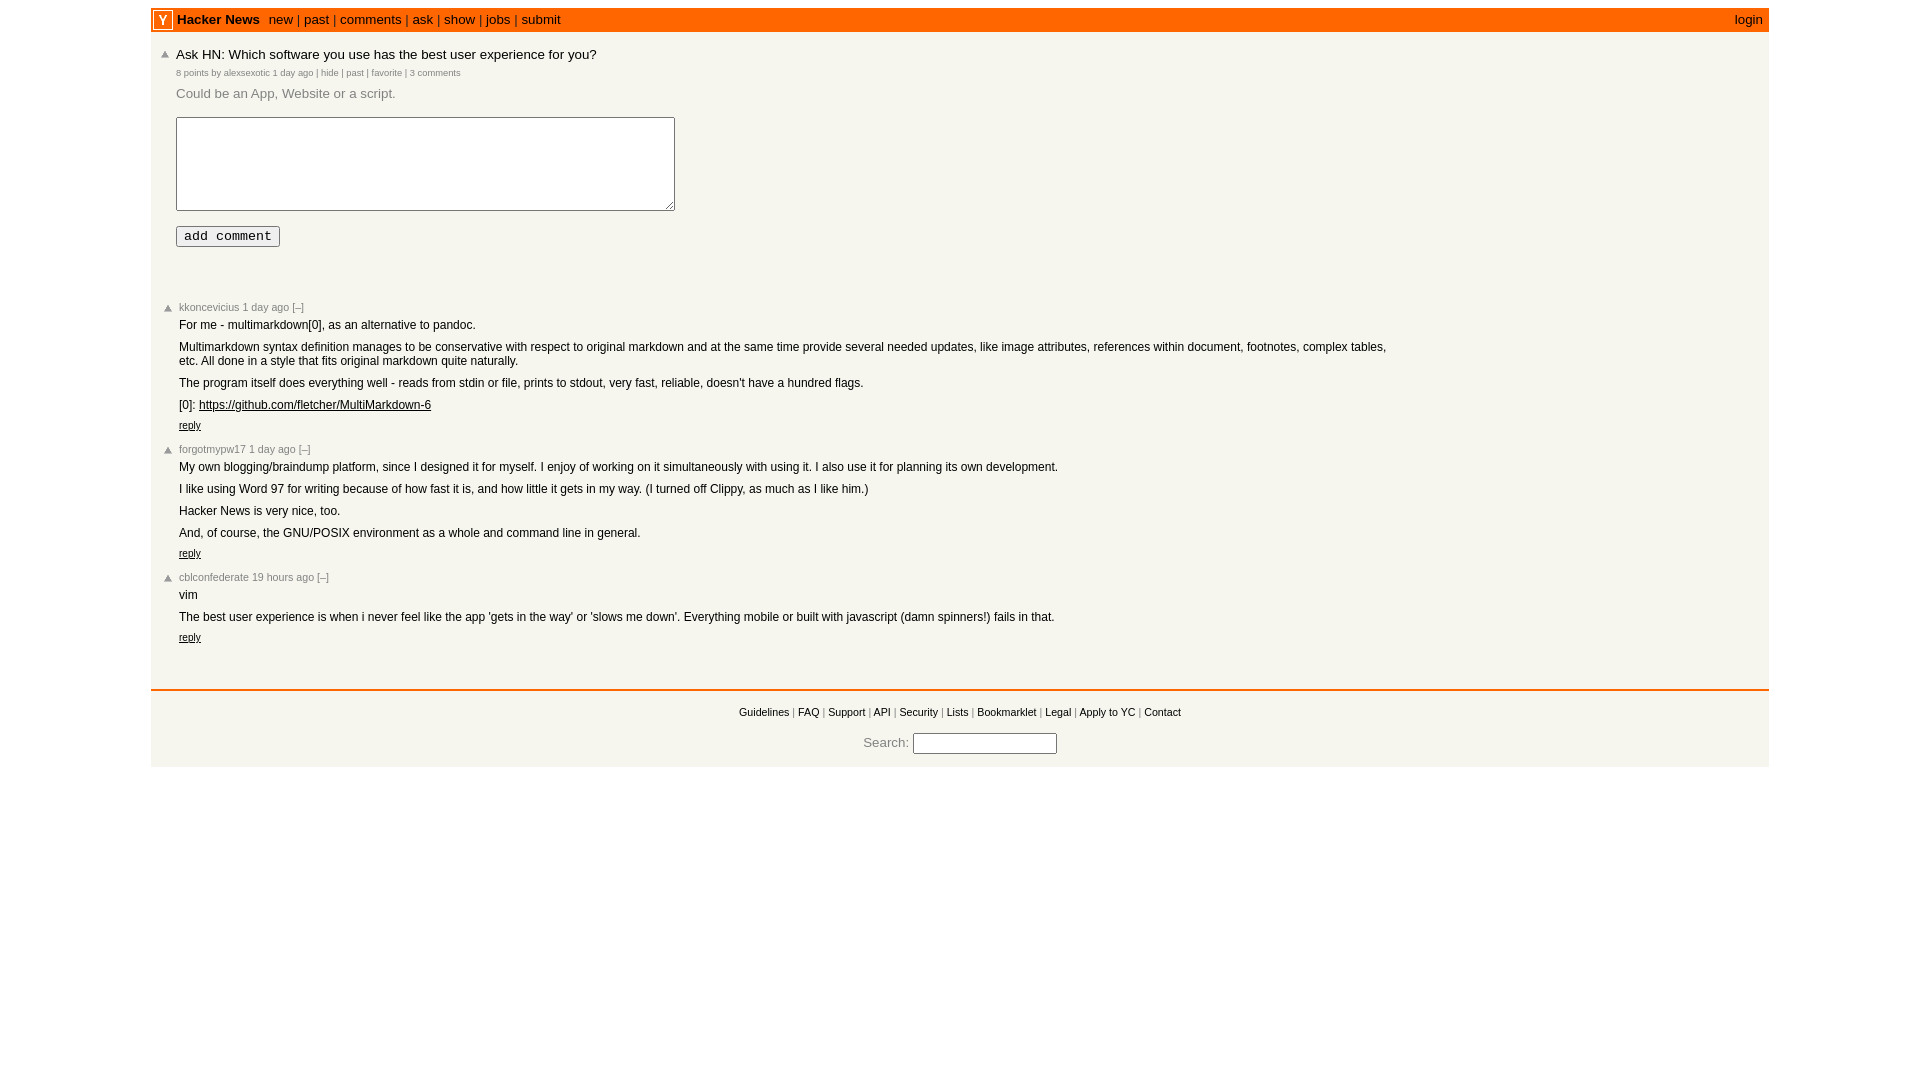 Y Hacker News new | past | comments | ask | show | jobs | submit login
Ask HN: Which software you use has the best user experience for you?
8 points by alexsexotic 1 day ago | hide | past | favorite | 3 comments
Could be an App, Website or a script.
add comment
kkoncevicius 1 day ago [–]
For me - multimarkdown[0], as an alternative to pandoc.
Multimarkdown syntax definition manages to be conservative with respect to original markdown and at the same time provide several needed updates, like image attributes, references within document, footnotes, complex tables,
etc. All done in a style that fits original markdown quite naturally.
The program itself does everything well - reads from stdin or file, prints to stdout, very fast, reliable, doesn't have a hundred flags.
[0]: https://github.com/fletcher/MultiMarkdown-6
reply
forgotmypw17 1 day ago [–]
My own blogging/braindump platform, since I designed it for myself. I enjoy of working on it simultaneously with using it. I also use it for planning its own development.
I like using Word 97 for writing because of how fast it is, and how little it gets in my way. (I turned off Clippy, as much as I like him.)
Hacker News is very nice, too.
And, of course, the GNU/POSIX environment as a whole and command line in general.
reply
cblconfederate 19 hours ago [–]
vim
The best user experience is when i never feel like the app 'gets in the way' or 'slows me down'. Everything mobile or built with javascript (damn spinners!) fails in that.
reply
Guidelines | FAQ | Support | API | Security | Lists | Bookmarklet | Legal | Apply to YC | Contact
Search: